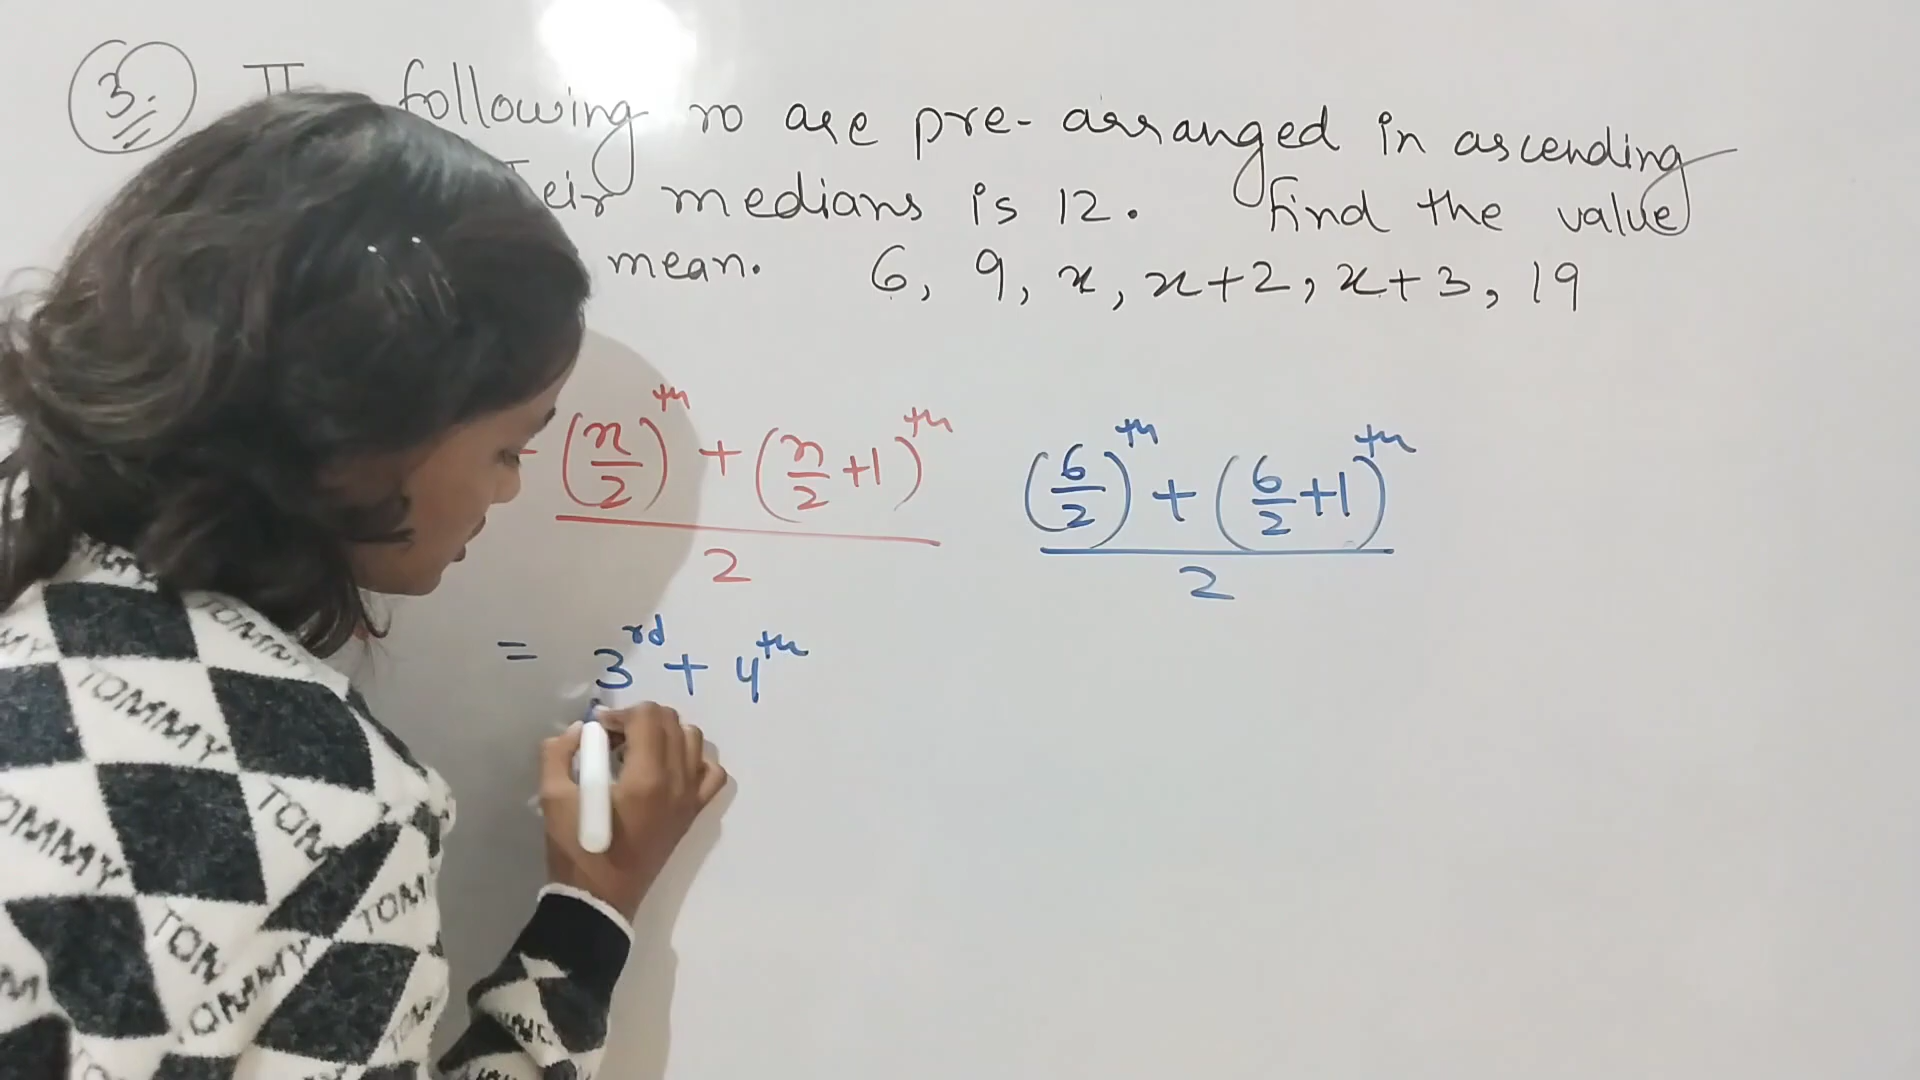 3. following no are pre-arranged in ascending
medians is 12. find the value
mean. 6, 9, x, x+2, x+3, 19
(n/2)th + (n/2 +1)th / 2 (6/2)th + (6/2 +1)th / 2
= 3rd + 4th
TOMMY
TOMMY
TOMMY
TOMMY
TOMMY